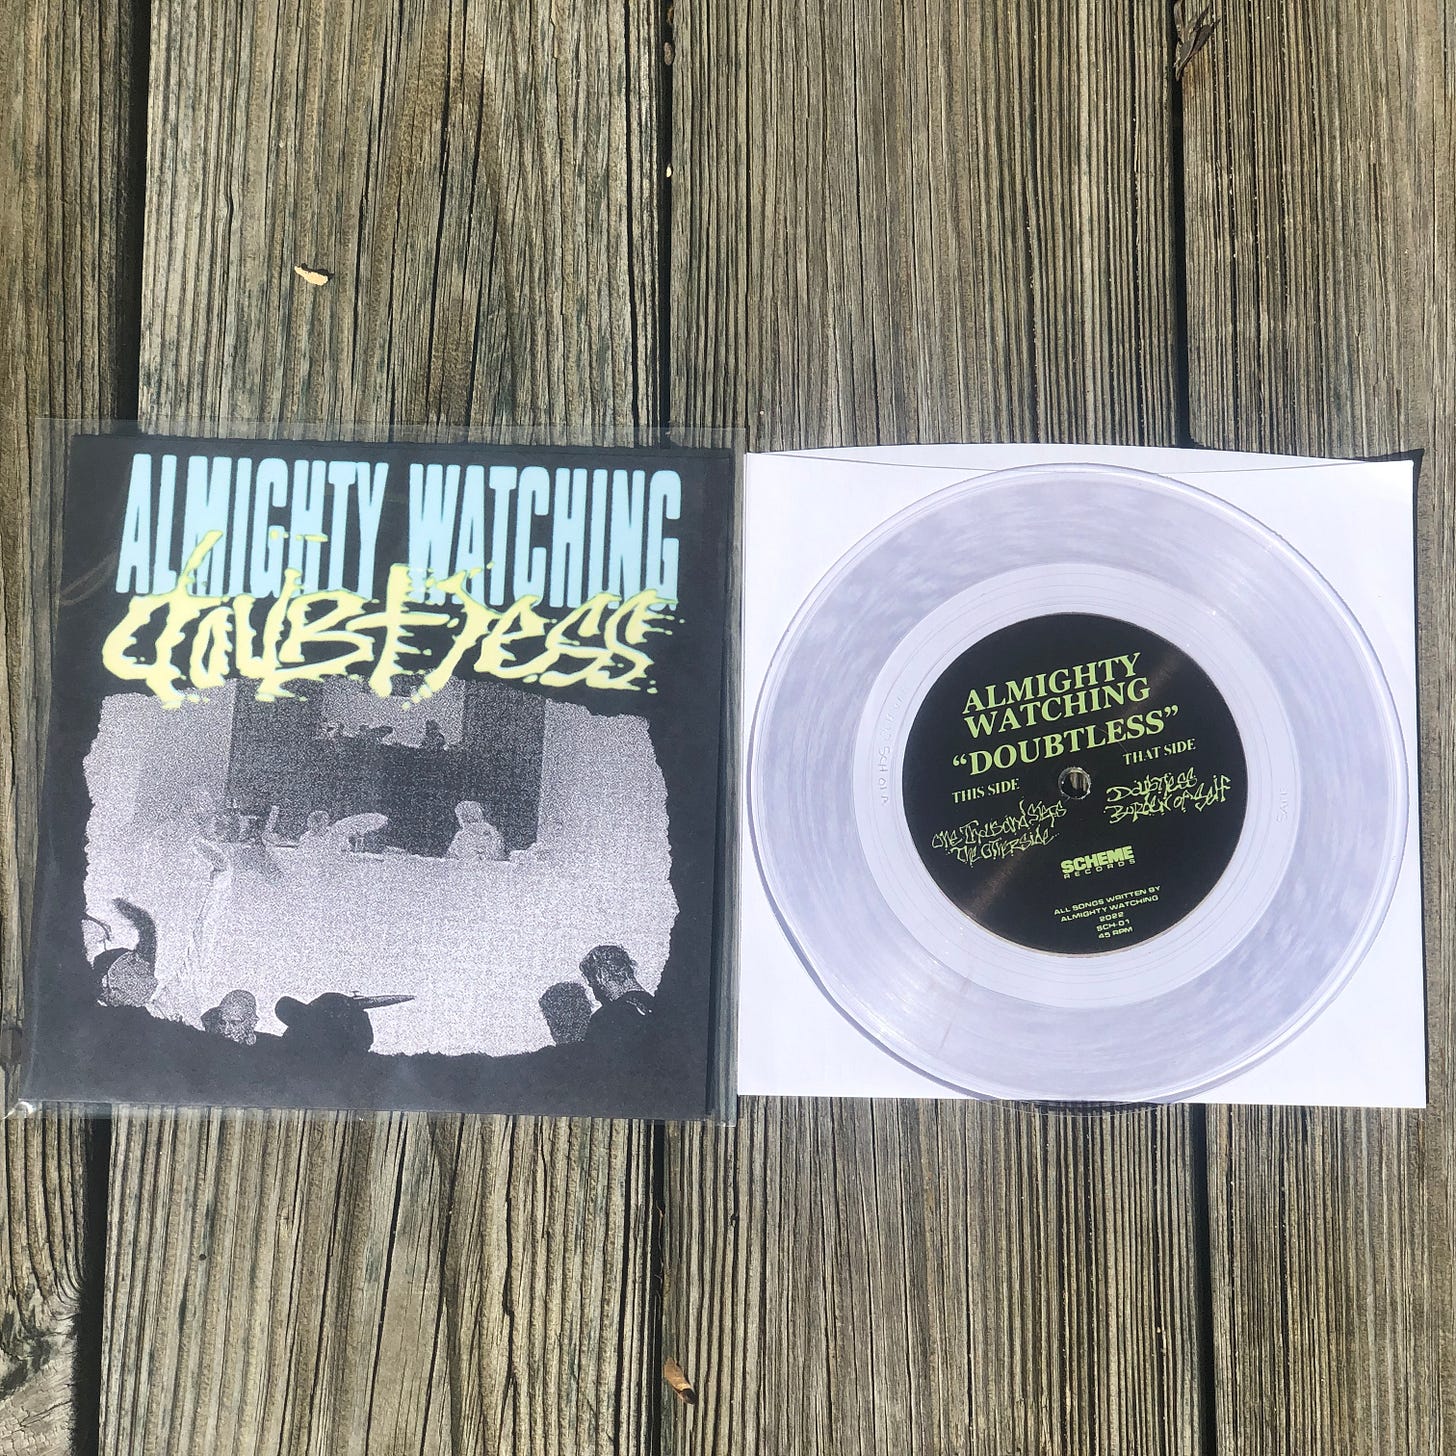 ALMIGHTY WATCHING
doUBtless
ALMIGHTY
WATCHING
“DOUBTLESS”
THIS SIDE
One Thousand Steps
The Otherside
THAT SIDE
Doubtless
Burden of Self
SCHEME
RECORDS
ALL SONGS WRITTEN BY
ALMIGHTY WATCHING
2022
SCH-01
45 RPM